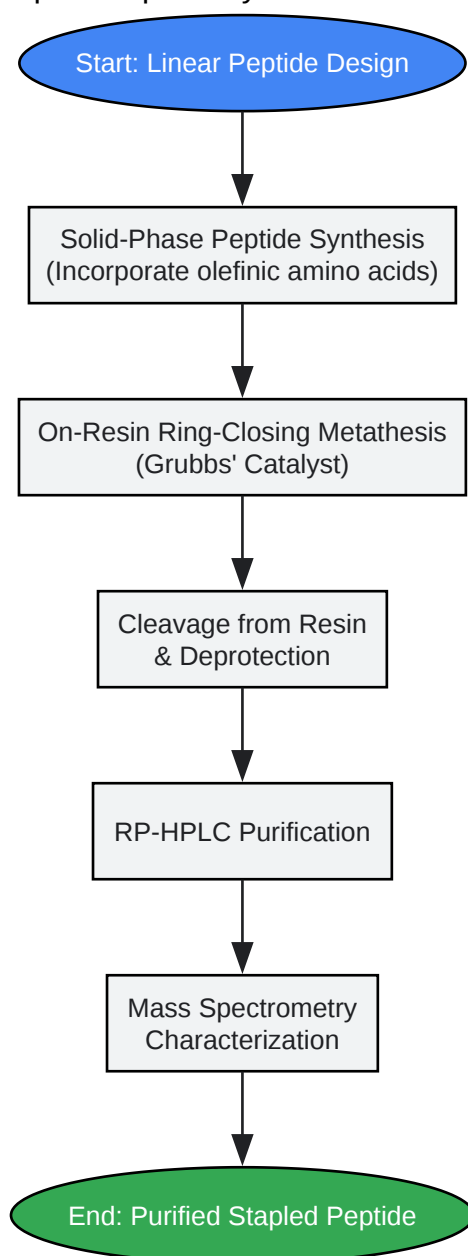 Start: Linear Peptide Design
Solid-Phase Peptide Synthesis
(Incorporate olefinic amino acids)
On-Resin Ring-Closing Metathesis
(Grubbs' Catalyst)
Cleavage from Resin
& Deprotection
RP-HPLC Purification
Mass Spectrometry
Characterization
End: Purified Stapled Peptide